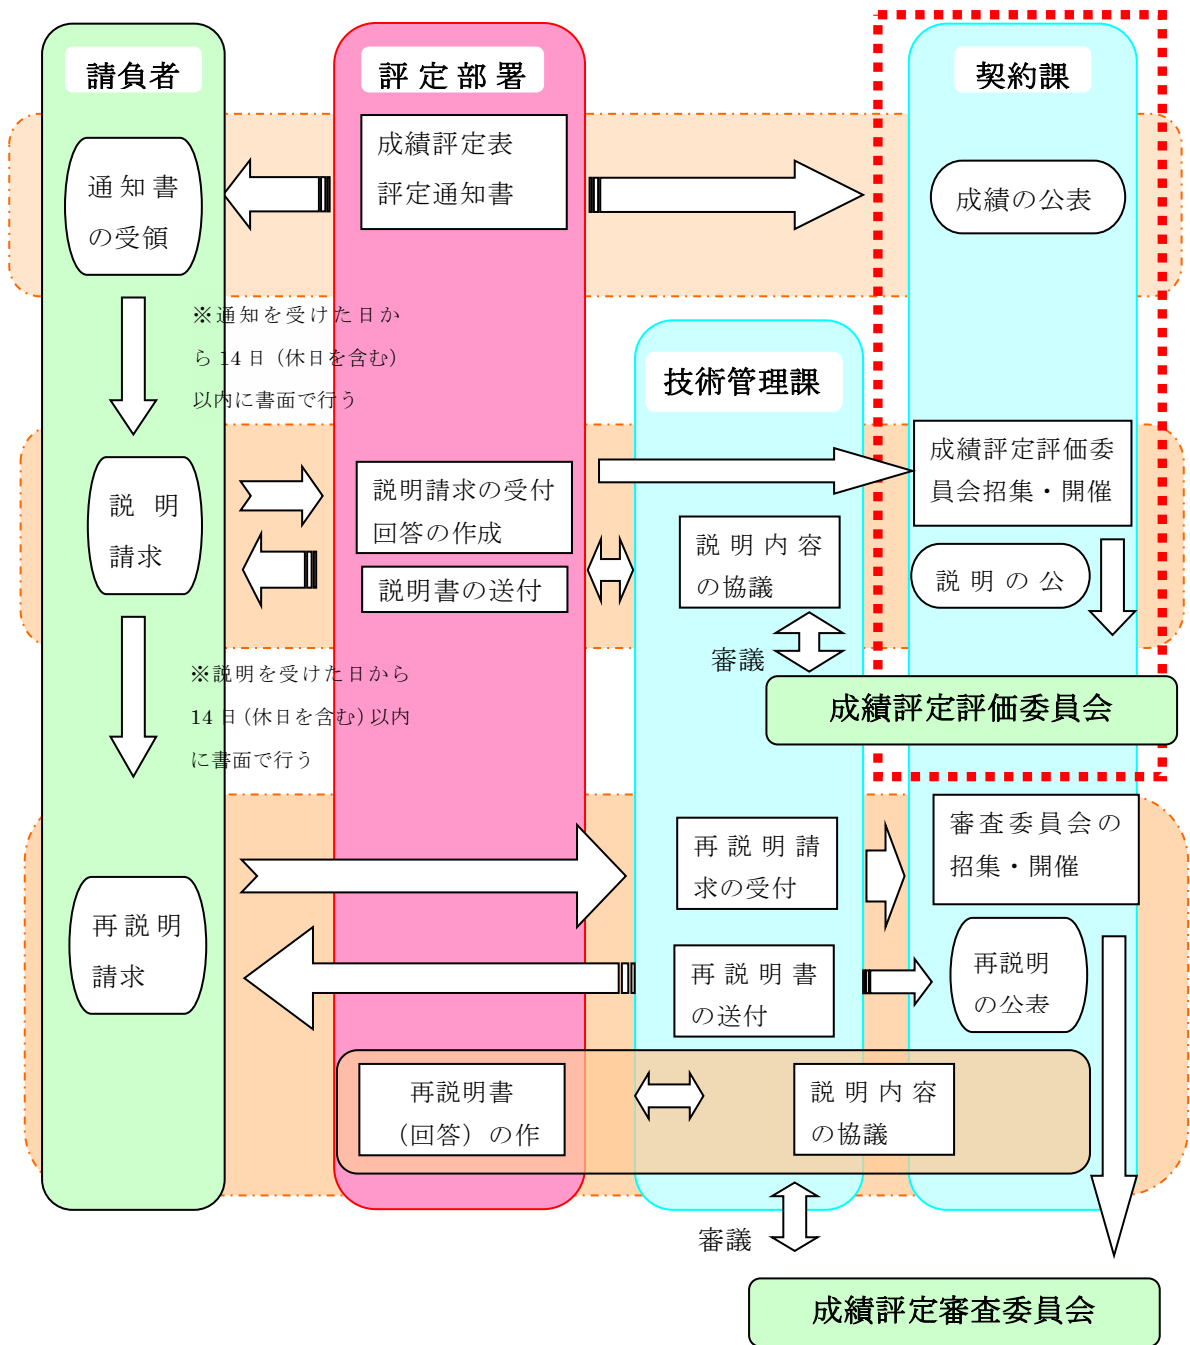 請負者
評定部署
契約課
成績評定表
評定通知書
通知書
の受領
成績の公表
※通知を受けた日か
ら14日（休日を含む）
以内に書面で行う
技術管理課
説明
請求
説明請求の受付
回答の作成
説明書の送付
説明内容
の協議
成績評定評価委
員会招集・開催
説明の公
審議
成績評定評価委員会
※説明を受けた日から
14日（休日を含む）以内
に書面で行う
再説明
請求
再説明請
求の受付
審査委員会の
招集・開催
再説明書
の送付
再説明
の公表
再説明書
（回答）の作
説明内容
の協議
審議
成績評定審査委員会